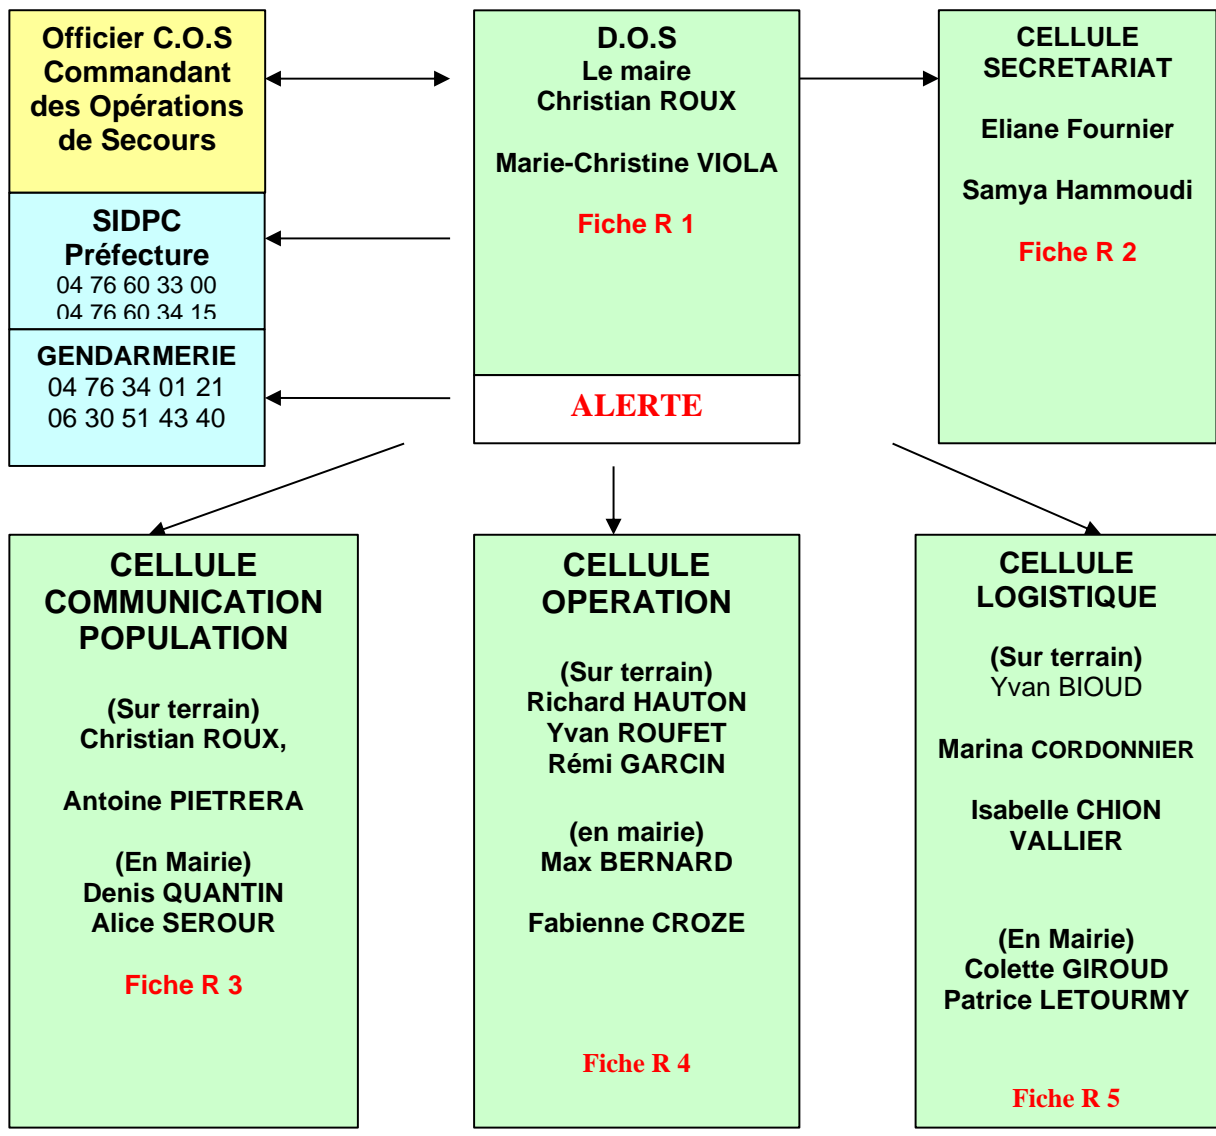 Officier C.O.S
Commandant
des Opérations
de Secours
SIDPC
Préfecture
04 76 60 33 00
04 76 60 34 15
GENDARMERIE
04 76 34 01 21
06 30 51 43 40
D.O.S
Le maire
Christian ROUX
Marie-Christine VIOLA
Fiche R 1
ALERTE
CELLULE
SECRETARIAT
Eliane Fournier
Samya Hammoudi
Fiche R 2
CELLULE
COMMUNICATION
POPULATION
(Sur terrain)
Christian ROUX,
Antoine PIETRERA
(En Mairie)
Denis QUANTIN
Alice SEROUR
Fiche R 3
CELLULE
OPERATION
(Sur terrain)
Richard HAUTON
Yvan ROUFET
Rémi GARCIN
(en mairie)
Max BERNARD
Fabienne CROZE
Fiche R 4
CELLULE
LOGISTIQUE
(Sur terrain)
Yvan BIOUD
Marina CORDONNIER
Isabelle CHION
VALLIER
(En Mairie)
Colette GIROUD
Patrice LETOURMY
Fiche R 5